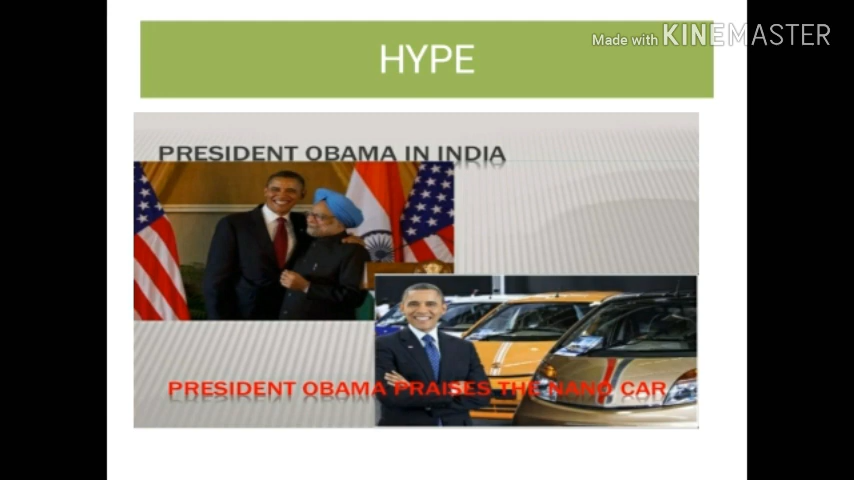 Made with KINEMASTER
HYPE
PRESIDENT OBAMA IN INDIA
PRESIDENT OBAMA PRAISES THE NANO CAR